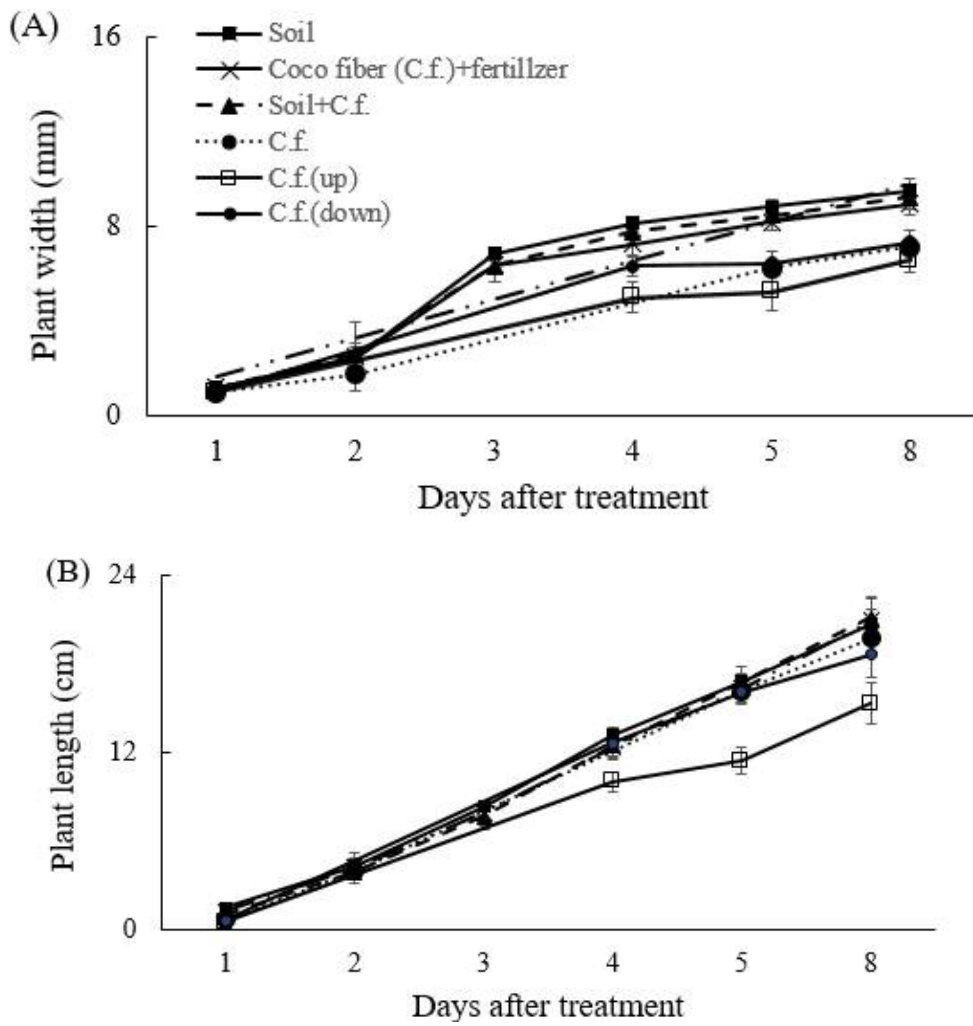 (A)
16
8
0
Plant width (mm)
Soil
Coco fiber (C.f.)+fertillzer
Soil+C.f.
C.f.
C.f.(up)
C.f.(down)
1 2 3 4 5 8
Days after treatment
(B)
24
12
0
Plant length (cm)
1 2 3 4 5 8
Days after treatment